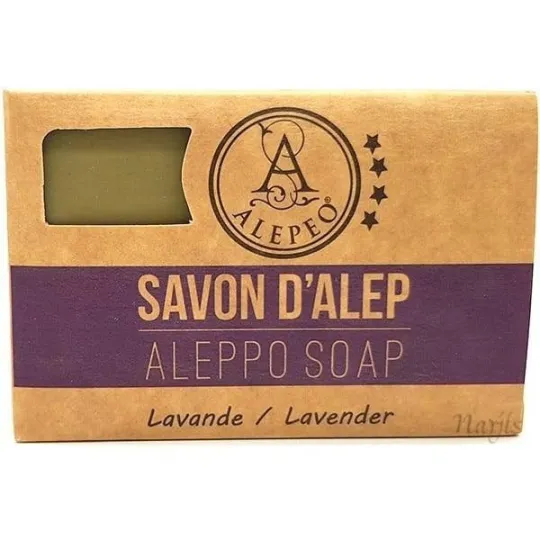 A
ALEPEO®
SAVON D'ALEP
ALEPPO SOAP
Lavande / Lavender
Narjis